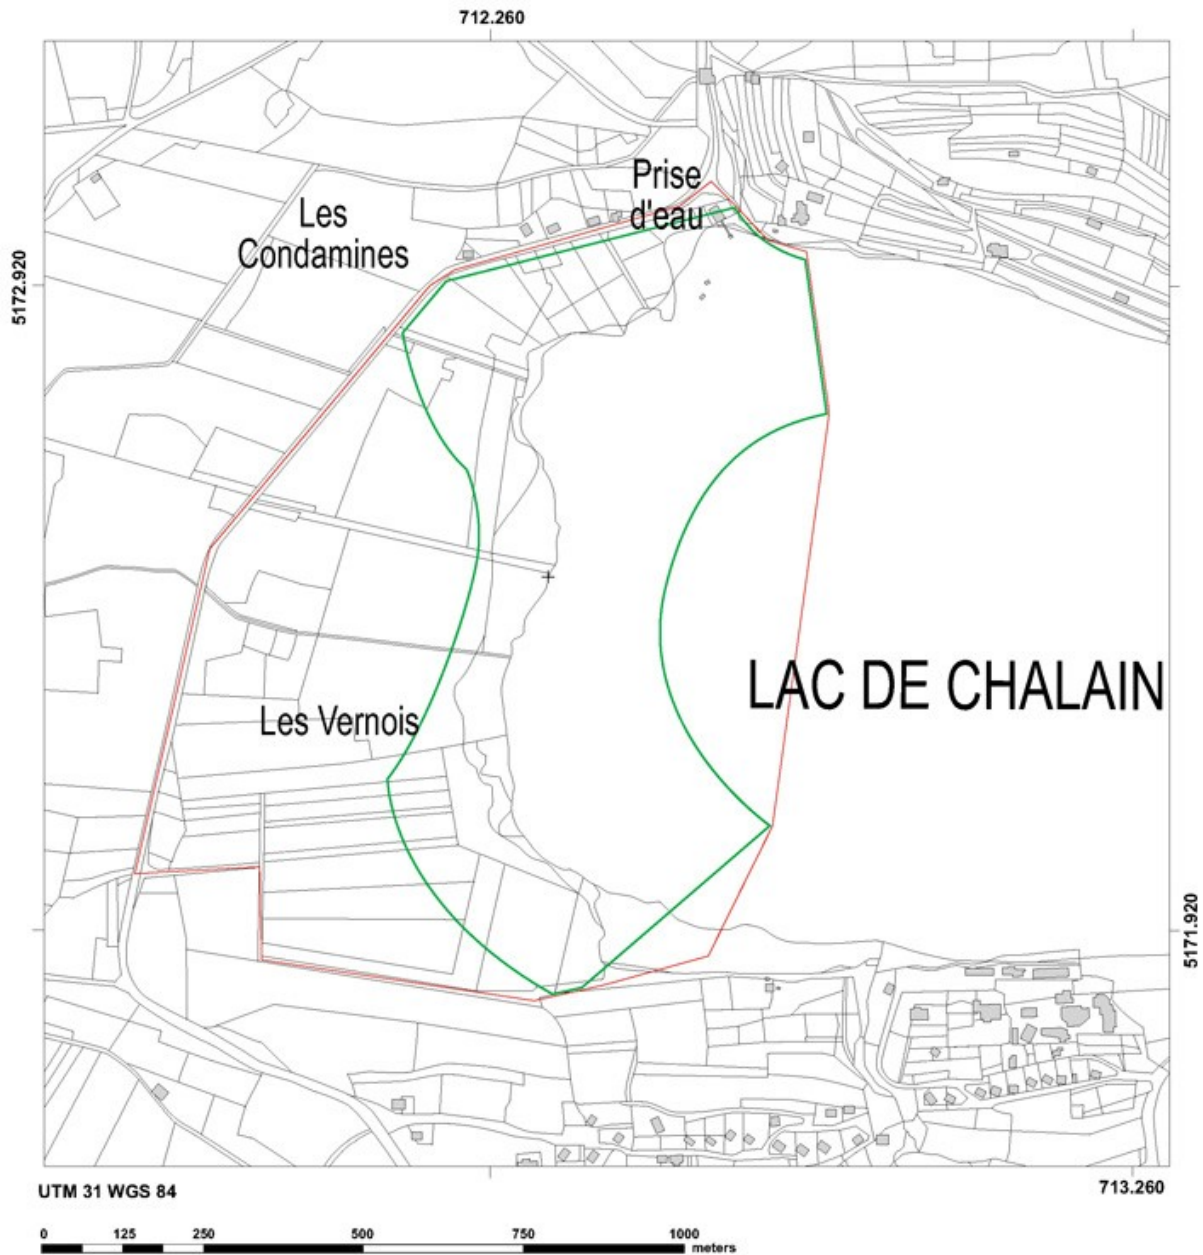 712.260
Prise
d'eau
Les
Condamines
5172.920
Les Vernois
LAC DE CHALAIN
5171.920
UTM 31 WGS 84
713.260
0 125 250 500 750 1000
meters